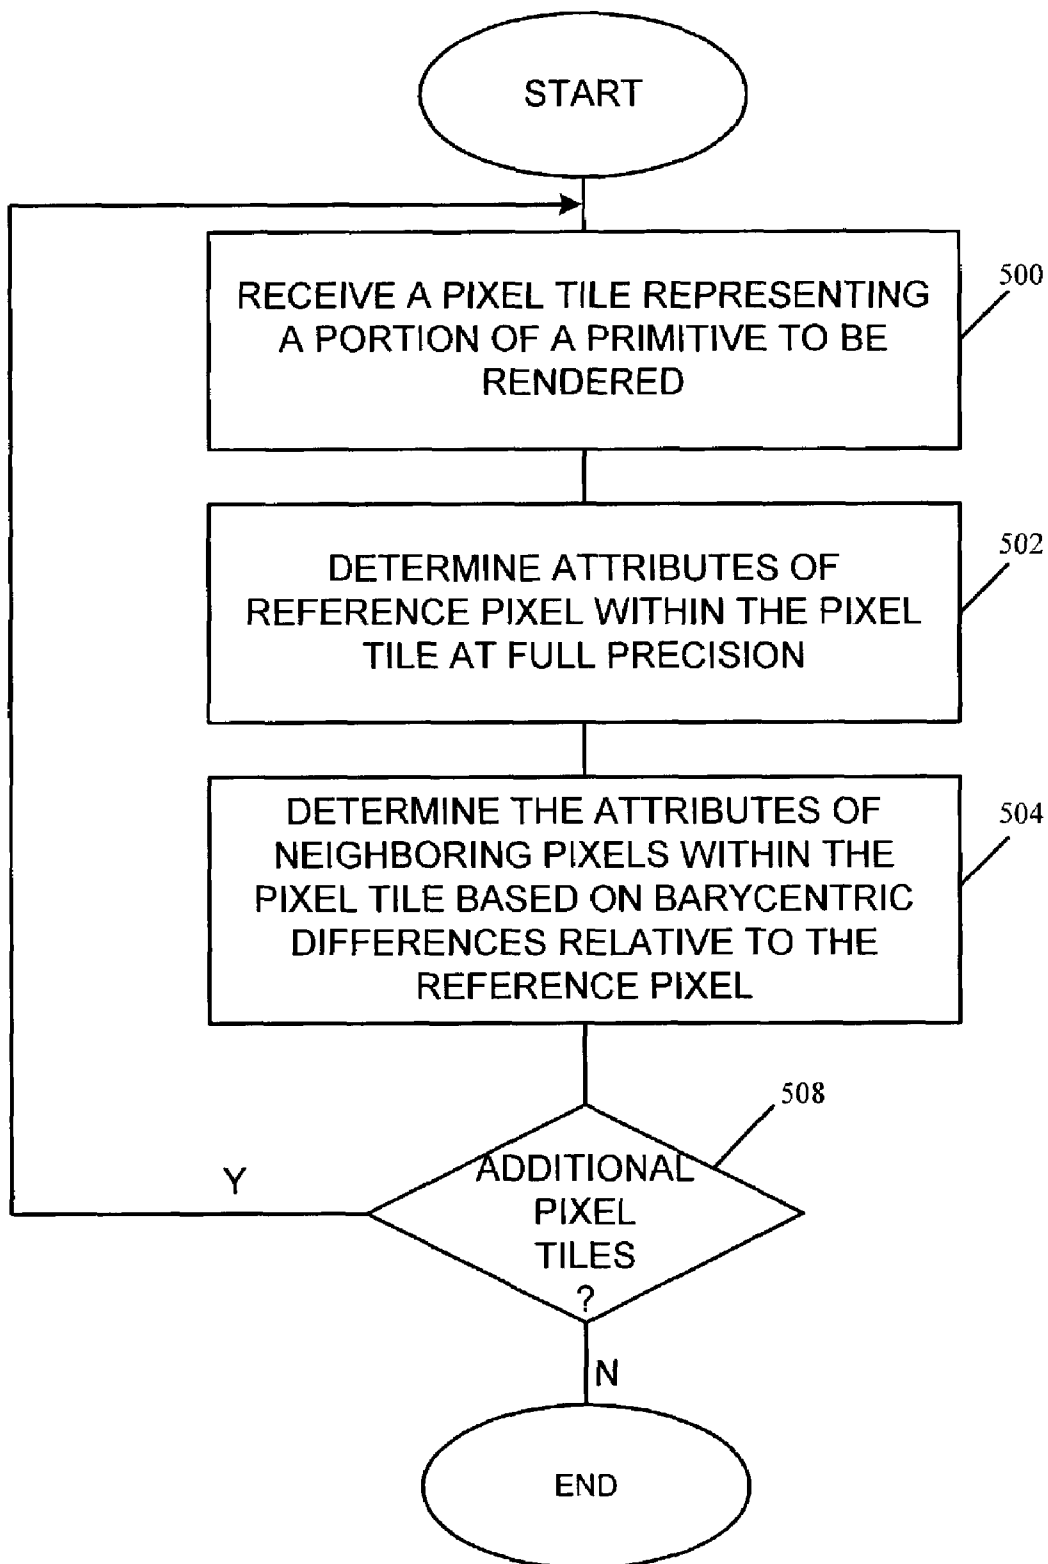 START
RECEIVE A PIXEL TILE REPRESENTING
A PORTION OF A PRIMITIVE TO BE
RENDERED
500
DETERMINE ATTRIBUTES OF
REFERENCE PIXEL WITHIN THE PIXEL
TILE AT FULL PRECISION
502
DETERMINE THE ATTRIBUTES OF
NEIGHBORING PIXELS WITHIN THE
PIXEL TILE BASED ON BARYCENTRIC
DIFFERENCES RELATIVE TO THE
REFERENCE PIXEL
504
508
ADDITIONAL
PIXEL
TILES
?
Y
N
END